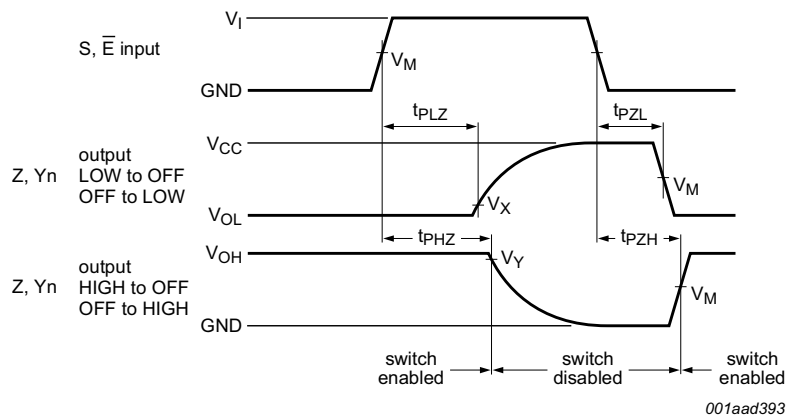 V_I
S, E̅ input
V_M
GND
t_PLZ
t_PZL
V_CC
Z, Yn
output
LOW to OFF
OFF to LOW
V_M
V_X
V_OL
t_PHZ
t_PZH
V_OH
V_Y
Z, Yn
output
HIGH to OFF
OFF to HIGH
V_M
GND
switch
enabled
switch
disabled
switch
enabled
001aad393